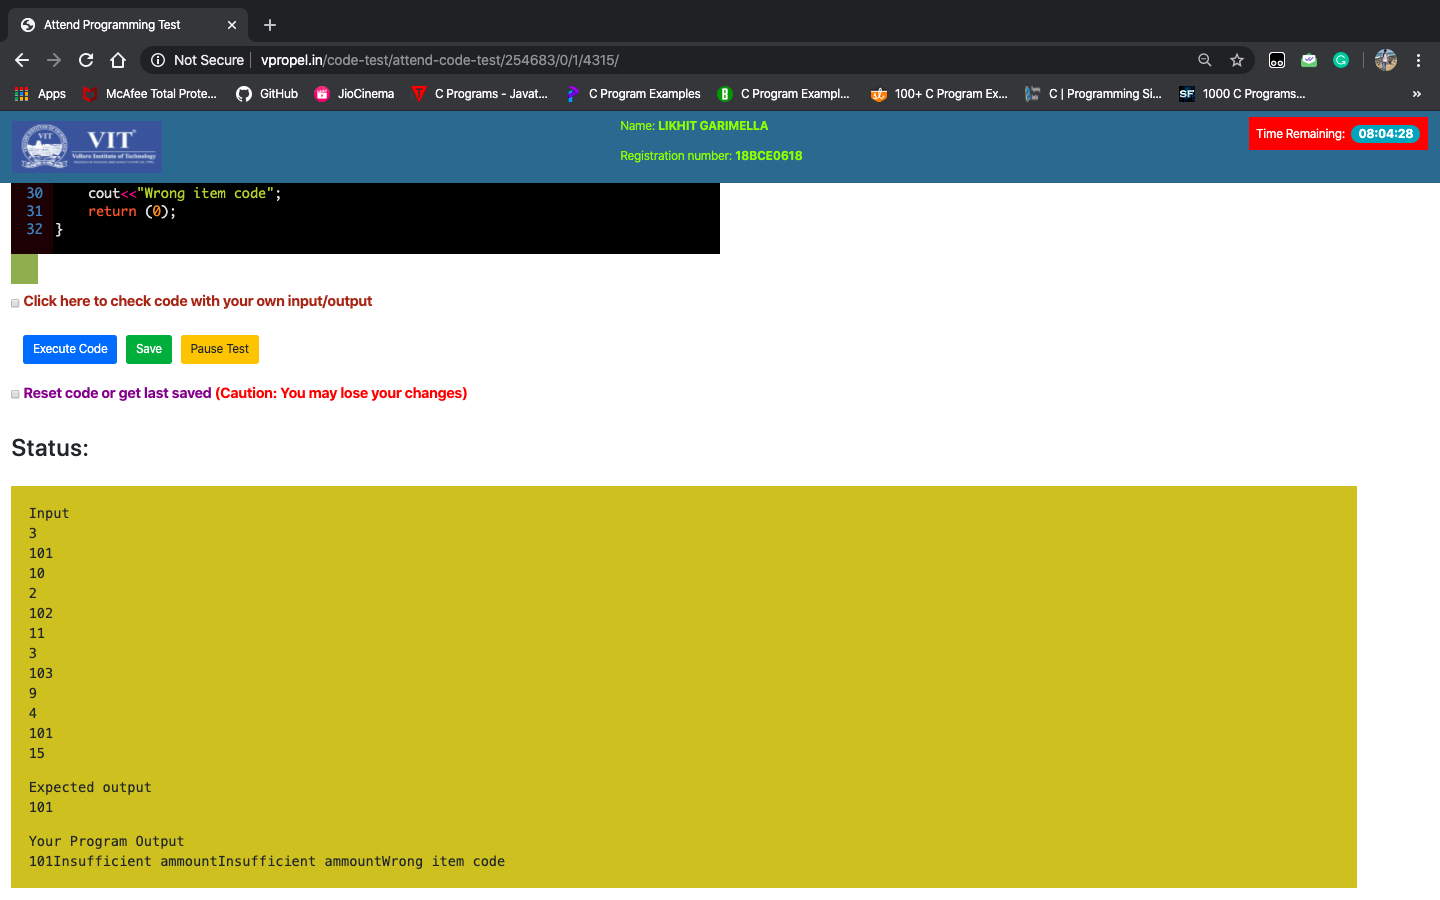 Attend Programming Test
Not Secure vpropel.in/code-test/attend-code-test/254683/0/1/4315/
Apps McAfee Total Prote... GitHub JioCinema C Programs - Javat... C Program Examples C Program Exampl... 100+ C Program Ex... C | Programming Si... SF 1000 C Programs... »
VIT VIT®
Vellore Institute of Technology
Name: LIKHIT GARIMELLA
Registration number: 18BCE0618
Time Remaining: 08:04:28
30 cout<<"Wrong item code";
31 return (0);
32 }
Click here to check code with your own input/output
Execute Code Save Pause Test
Reset code or get last saved (Caution: You may lose your changes)
Status:
Input
3
101
10
2
102
11
3
103
9
4
101
15
Expected output
101
Your Program Output
101Insufficient ammountInsufficient ammountWrong item code